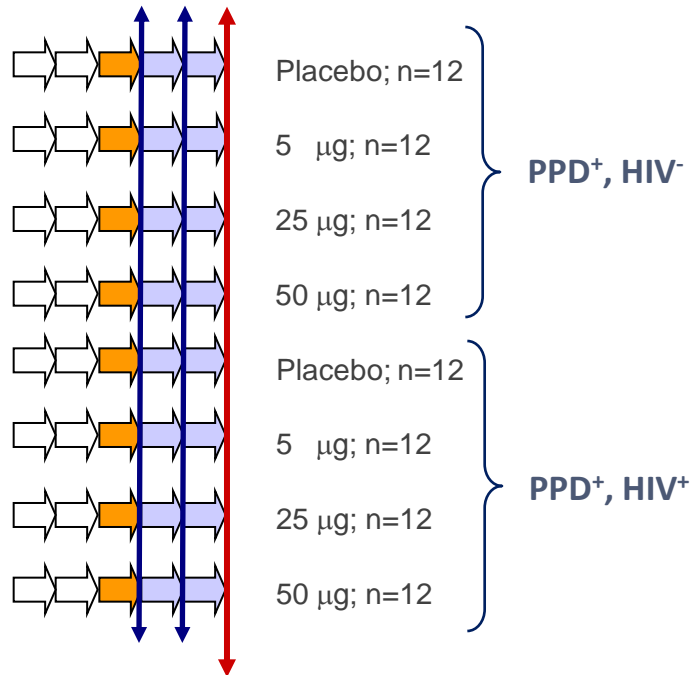 Placebo; n=12
5 μg; n=12
25 μg; n=12
50 μg; n=12
PPD⁺, HIV⁻
Placebo; n=12
5 μg; n=12
25 μg; n=12
50 μg; n=12
PPD⁺, HIV⁺